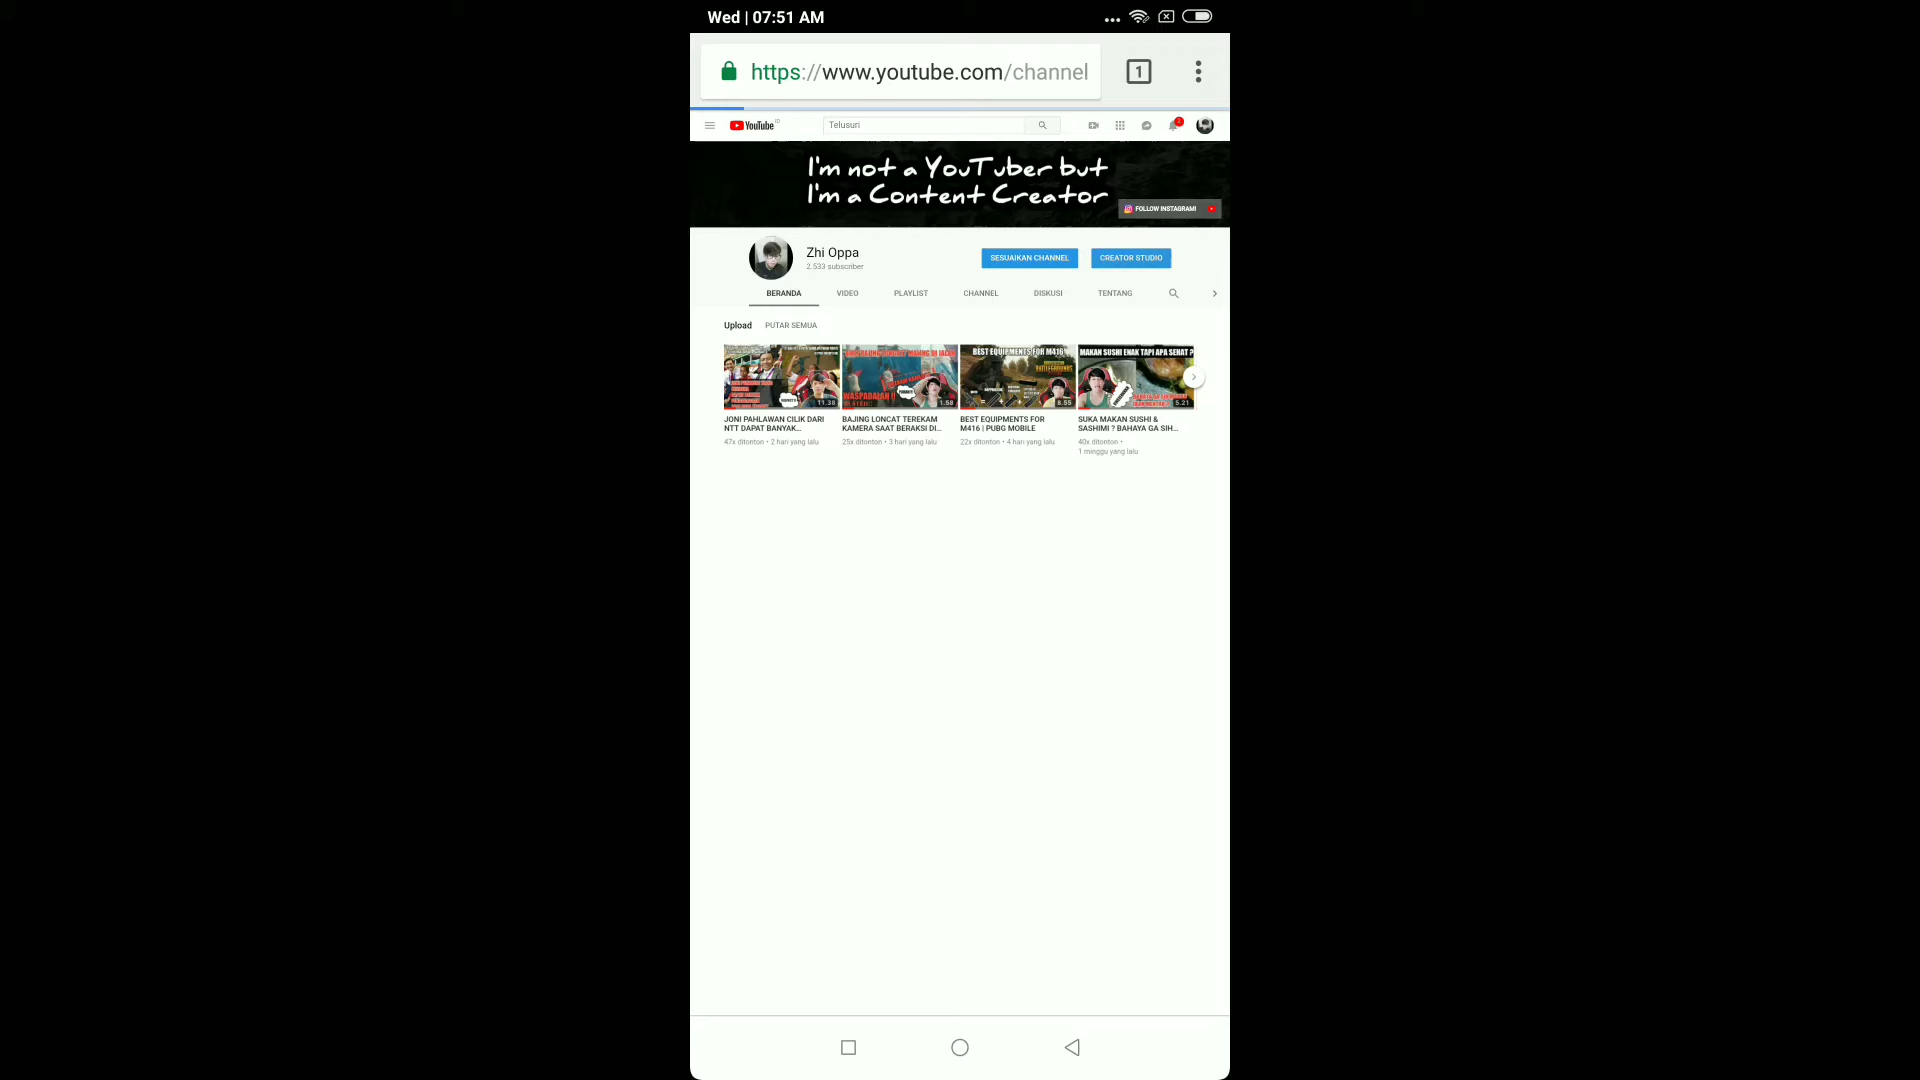 Wed | 07:51 AM
https://www.youtube.com/channel
1
YouTube ID
Telusuri
I'm not a YouTuber but
I'm a Content Creator
FOLLOW INSTAGRAM!
Zhi Oppa
2.533 subscriber
SESUAIKAN CHANNEL
CREATOR STUDIO
BERANDA
VIDEO
PLAYLIST
CHANNEL
DISKUSI
TENTANG
Upload
PUTAR SEMUA
11.38
WASPADALAH !!
1.58
BEST EQUIPMENTS FOR M416
BATTLEGROUNDS
8.55
MAKAN SUSHI ENAK TAPI APA SEHAT ?
5.21
JONI PAHLAWAN CILIK DARI
NTT DAPAT BANYAK...
47x ditonton • 2 hari yang lalu
BAJING LONCAT TEREKAM
KAMERA SAAT BERAKSI DI...
25x ditonton • 3 hari yang lalu
BEST EQUIPMENTS FOR
M416 | PUBG MOBILE
22x ditonton • 4 hari yang lalu
SUKA MAKAN SUSHI &
SASHIMI ? BAHAYA GA SIH...
40x ditonton •
1 minggu yang lalu